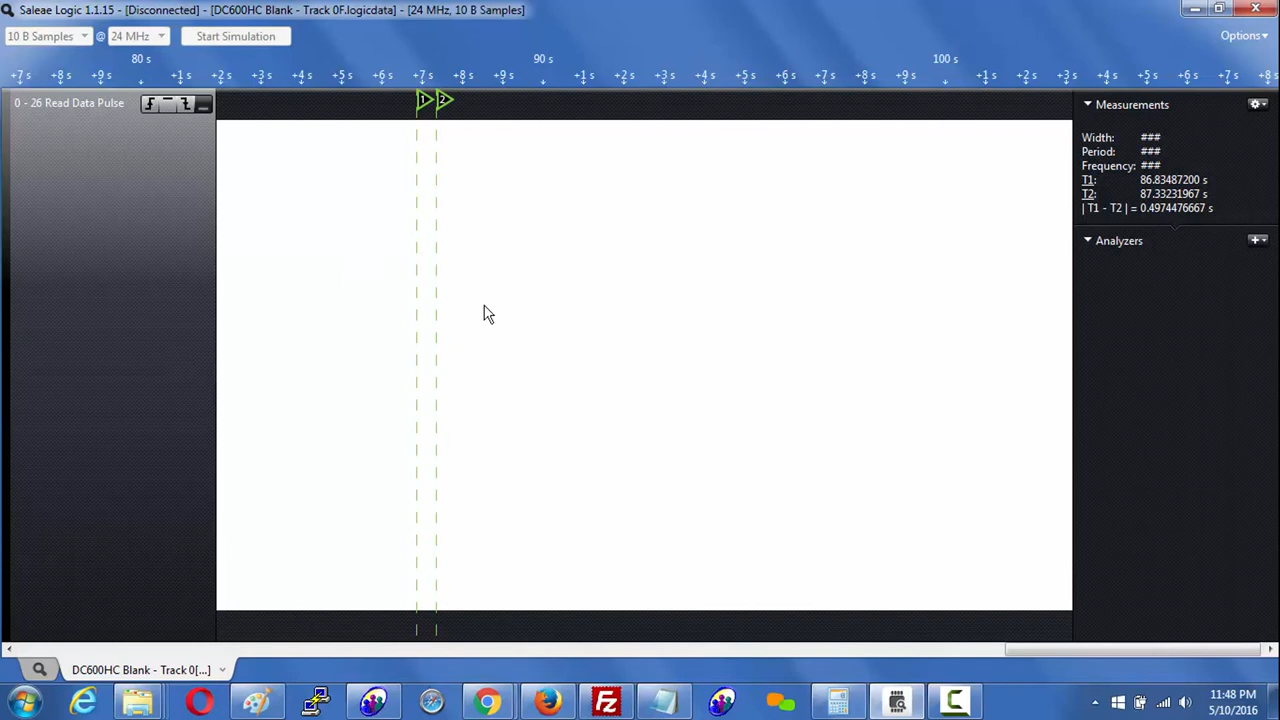 Saleae Logic 1.1.15 - [Disconnected] - [DC600HC Blank - Track 0F.logicdata] - [24 MHz, 10 B Samples]
10 B Samples @ 24 MHz Start Simulation Options
80 s 90 s 100 s
+7 s +8 s +9 s +1 s +2 s +3 s +4 s +5 s +6 s +7 s +8 s +9 s +1 s +2 s +3 s +4 s +5 s +6 s +7 s +8 s +9 s +1 s +2 s +3 s +4 s +5 s +6 s +7 s +8 s
0 - 26 Read Data Pulse
1 2
Measurements
Width: ###
Period: ###
Frequency: ###
T1: 86.83487200 s
T2: 87.33231967 s
| T1 - T2 | = 0.4974476667 s
Analyzers
DC600HC Blank - Track 0[...]
11:48 PM
5/10/2016